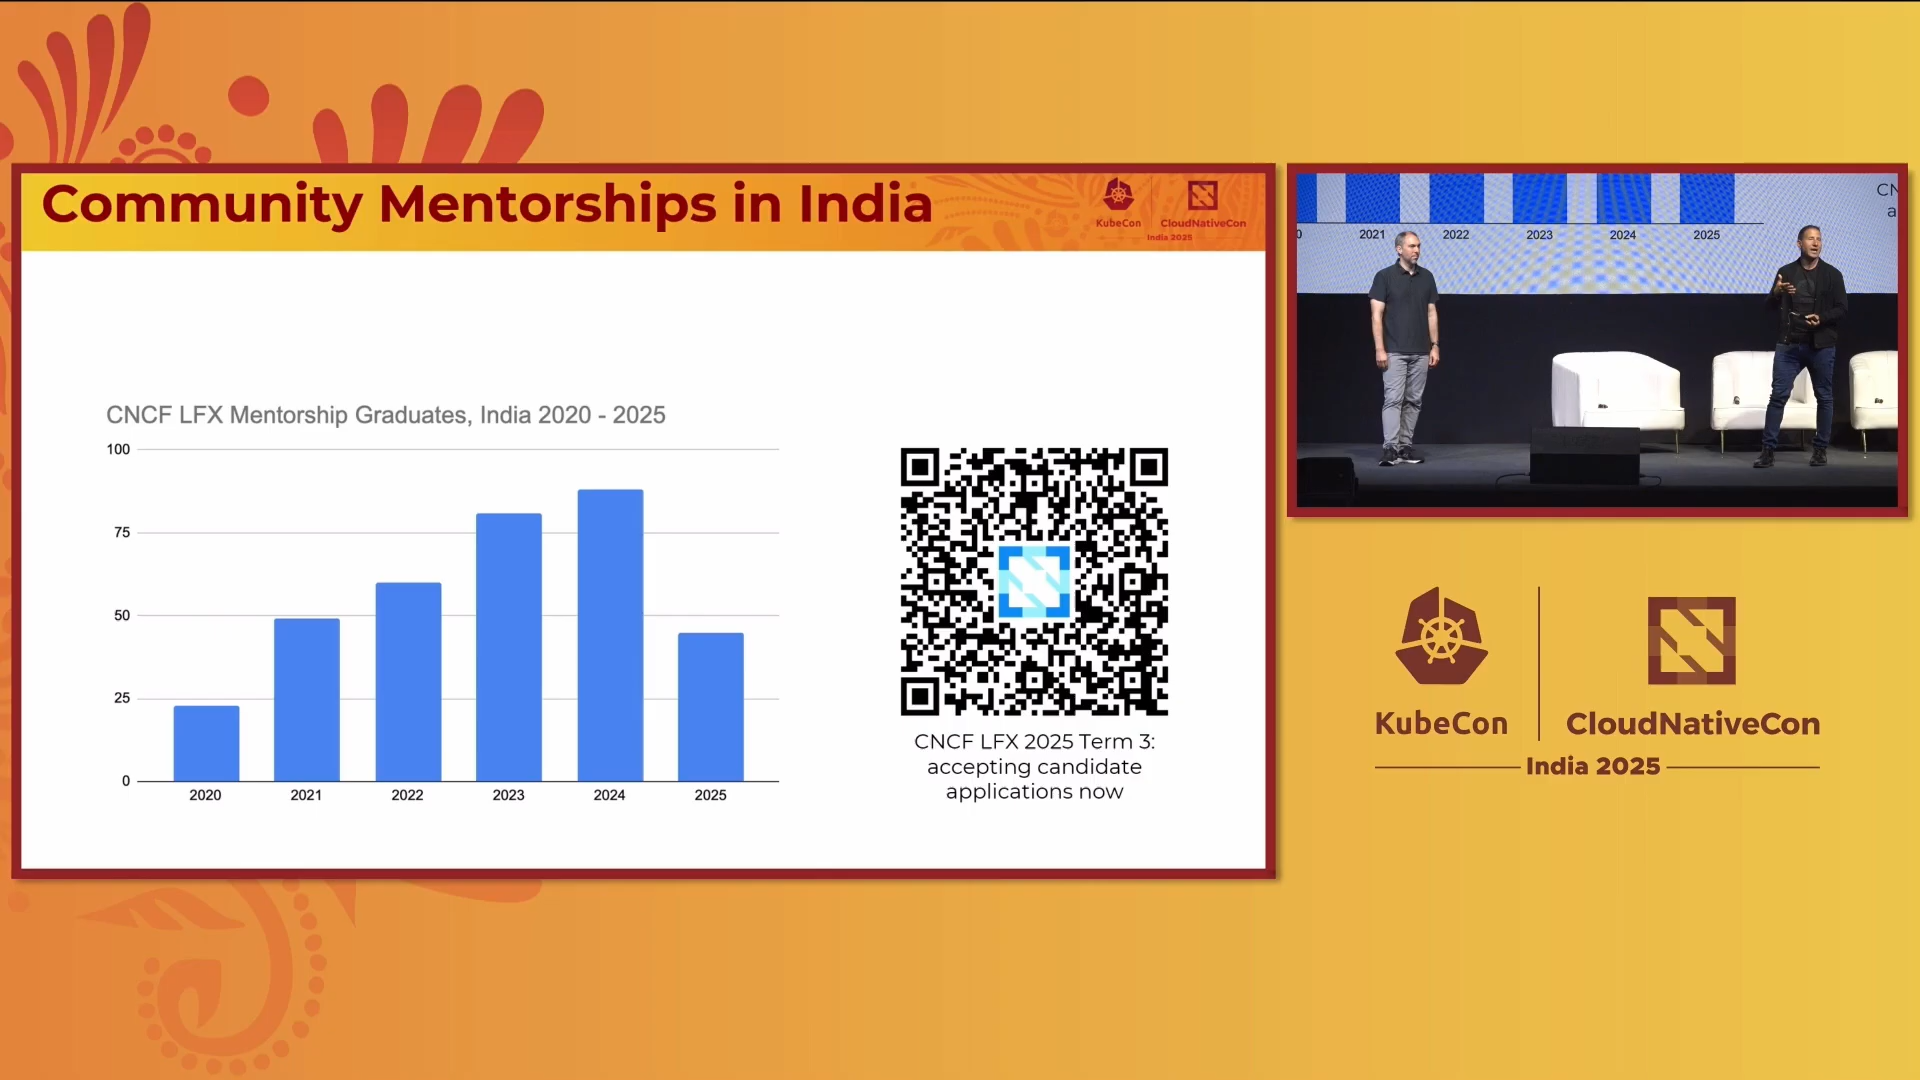 Community Mentorships in India
KubeCon
CloudNativeCon
India 2025
CNCF LFX Mentorship Graduates, India 2020 - 2025
100
75
50
25
0
2020
2021
2022
2023
2024
2025
CNCF LFX 2025 Term 3:
accepting candidate
applications now
CN
a
0
2021
2022
2023
2024
2025
KubeCon
CloudNativeCon
India 2025